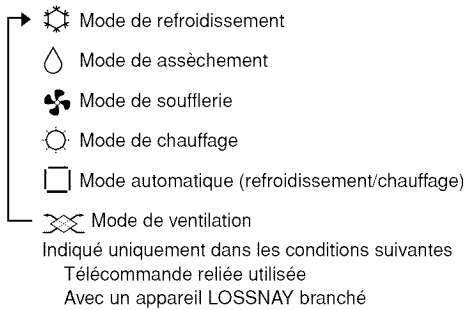 Mode de refroidissement
Mode de assèchement
Mode de soufflerie
Mode de chauffage
Mode automatique (refroidissement/chauffage)
Mode de ventilation
Indiqué uniquement dans les conditions suivantes
Télécommande reliée utilisée
Avec un appareil LOSSNAY branché